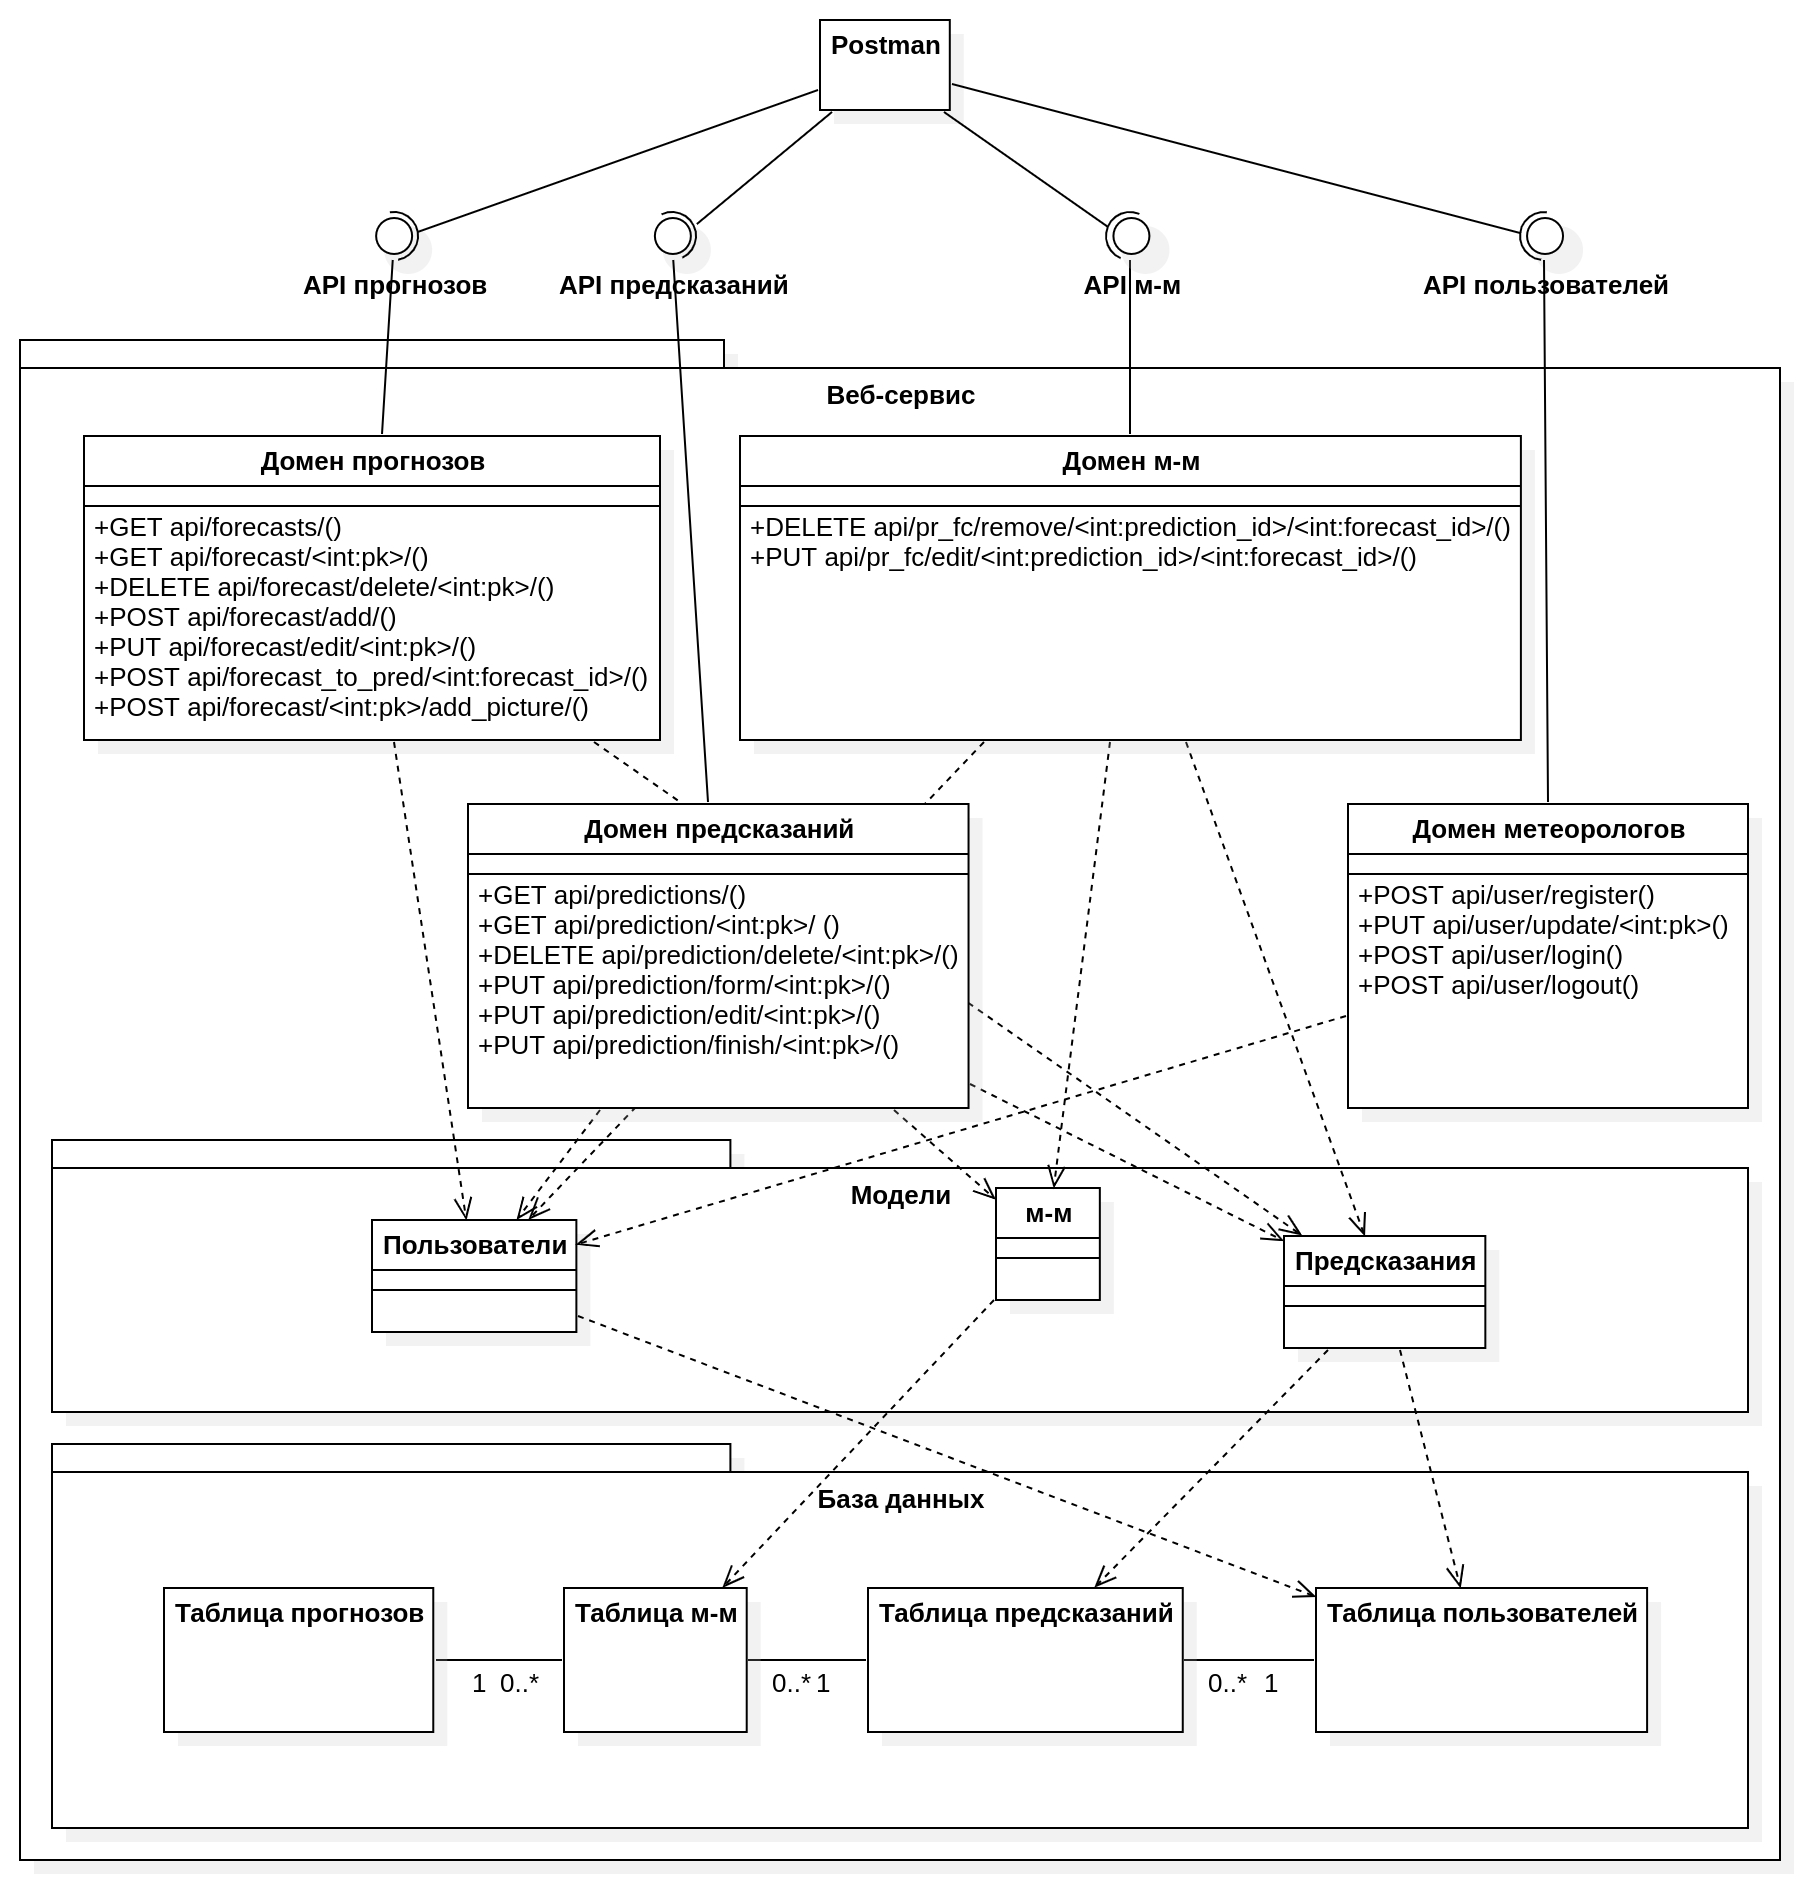 Postman
API прогнозов
API предсказаний
API м-м
API пользователей
Веб-сервис
Домен прогнозов
+GET api/forecasts/()
+GET api/forecast/<int:pk>/()
+DELETE api/forecast/delete/<int:pk>/()
+POST api/forecast/add/()
+PUT api/forecast/edit/<int:pk>/()
+POST api/forecast_to_pred/<int:forecast_id>/()
+POST api/forecast/<int:pk>/add_picture/()
Домен м-м
+DELETE api/pr_fc/remove/<int:prediction_id>/<int:forecast_id>/()
+PUT api/pr_fc/edit/<int:prediction_id>/<int:forecast_id>/()
Домен предсказаний
+GET api/predictions/()
+GET api/prediction/<int:pk>/ ()
+DELETE api/prediction/delete/<int:pk>/()
+PUT api/prediction/form/<int:pk>/()
+PUT api/prediction/edit/<int:pk>/()
+PUT api/prediction/finish/<int:pk>/()
Домен метеорологов
+POST api/user/register()
+PUT api/user/update/<int:pk>()
+POST api/user/login()
+POST api/user/logout()
Модели
Пользователи
м-м
Предсказания
База данных
Таблица прогнозов
Таблица м-м
Таблица предсказаний
Таблица пользователей
1 0..*
0..* 1
0..* 1